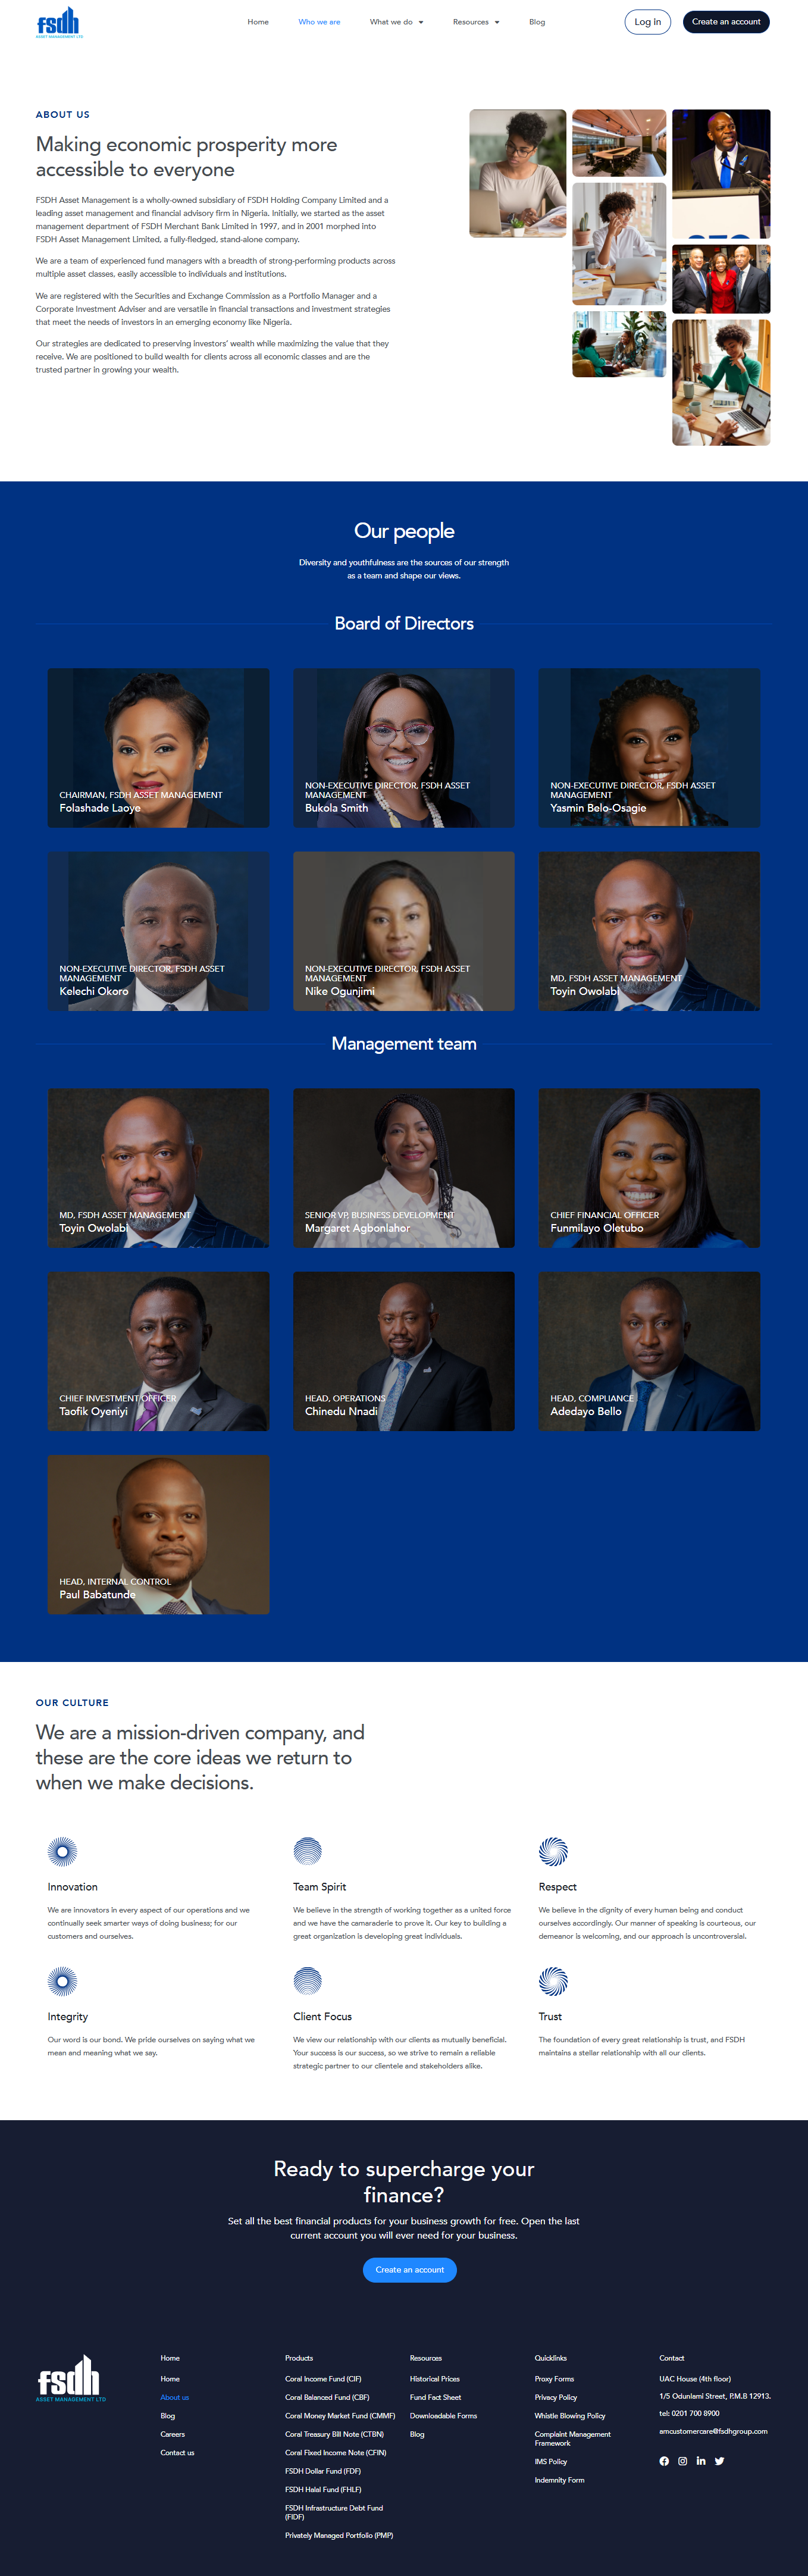 fsdh
ASSET MANAGEMENT LTD
Home
Who we are
What we do
Resources
Blog
Log in
Create an account
ABOUT US
Making economic prosperity more
accessible to everyone
FSDH Asset Management is a wholly-owned subsidiary of FSDH Holding Company Limited and a
leading asset management and financial advisory firm in Nigeria. Initially, we started as the asset
management department of FSDH Merchant Bank Limited in 1997, and in 2001 morphed into
FSDH Asset Management Limited, a fully-fledged, stand-alone company.
We are a team of experienced fund managers with a breadth of strong-performing products across
multiple asset classes, easily accessible to individuals and institutions.
We are registered with the Securities and Exchange Commission as a Portfolio Manager and a
Corporate Investment Adviser and are versatile in financial transactions and investment strategies
that meet the needs of investors in an emerging economy like Nigeria.
Our strategies are dedicated to preserving investors' wealth while maximizing the value that they
receive. We are positioned to build wealth for clients across all economic classes and are the
trusted partner in growing your wealth.
Our people
Diversity and youthfulness are the sources of our strength
as a team and shape our views.
Board of Directors
CHAIRMAN, FSDH ASSET MANAGEMENT
Folashade Laoye
NON-EXECUTIVE DIRECTOR, FSDH ASSET
MANAGEMENT
Bukola Smith
NON-EXECUTIVE DIRECTOR, FSDH ASSET
MANAGEMENT
Yasmin Belo-Osagie
NON-EXECUTIVE DIRECTOR, FSDH ASSET
MANAGEMENT
Kelechi Okoro
NON-EXECUTIVE DIRECTOR, FSDH ASSET
MANAGEMENT
Nike Ogunjimi
MD, FSDH ASSET MANAGEMENT
Toyin Owolabi
Management team
MD, FSDH ASSET MANAGEMENT
Toyin Owolabi
SENIOR VP, BUSINESS DEVELOPMENT
Margaret Agbonlahor
CHIEF FINANCIAL OFFICER
Funmilayo Oletubo
CHIEF INVESTMENT OFFICER
Taofik Oyeniyi
HEAD, OPERATIONS
Chinedu Nnadi
HEAD, COMPLIANCE
Adedayo Bello
HEAD, INTERNAL CONTROL
Paul Babatunde
OUR CULTURE
We are a mission-driven company, and
these are the core ideas we return to
when we make decisions.
Innovation
We are innovators in every aspect of our operations and we
continually seek smarter ways of doing business; for our
customers and ourselves.
Team Spirit
We believe in the strength of working together as a united force
and we have the camaraderie to prove it. Our key to building a
great organization is developing great individuals.
Respect
We believe in the dignity of every human being and conduct
ourselves accordingly. Our manner of speaking is courteous, our
demeanor is welcoming, and our approach is uncontroversial.
Integrity
Our word is our bond. We pride ourselves on saying what we
mean and meaning what we say.
Client Focus
We view our relationship with our clients as mutually beneficial.
Your success is our success, so we strive to remain a reliable
strategic partner to our clientele and stakeholders alike.
Trust
The foundation of every great relationship is trust, and FSDH
maintains a stellar relationship with all our clients.
Ready to supercharge your
finance?
Set all the best financial products for your business growth for free. Open the last
current account you will ever need for your business.
Create an account
fsdh
ASSET MANAGEMENT LTD
Home
Home
About us
Blog
Careers
Contact us
Products
Coral Income Fund (CIF)
Coral Balanced Fund (CBF)
Coral Money Market Fund (CMMF)
Coral Treasury Bill Note (CTBN)
Coral Fixed Income Note (CFIN)
FSDH Dollar Fund (FDF)
FSDH Halal Fund (FHLF)
FSDH Infrastructure Debt Fund
(FIDF)
Privately Managed Portfolio (PMP)
Resources
Historical Prices
Fund Fact Sheet
Downloadable Forms
Blog
Quicklinks
Proxy Forms
Privacy Policy
Whistle Blowing Policy
Complaint Management
Framework
IMS Policy
Indemnity Form
Contact
UAC House (4th floor)
1/5 Odunlami Street, P.M.B 12913.
tel: 0201 700 8900
amcustomercare@fsdhgroup.com